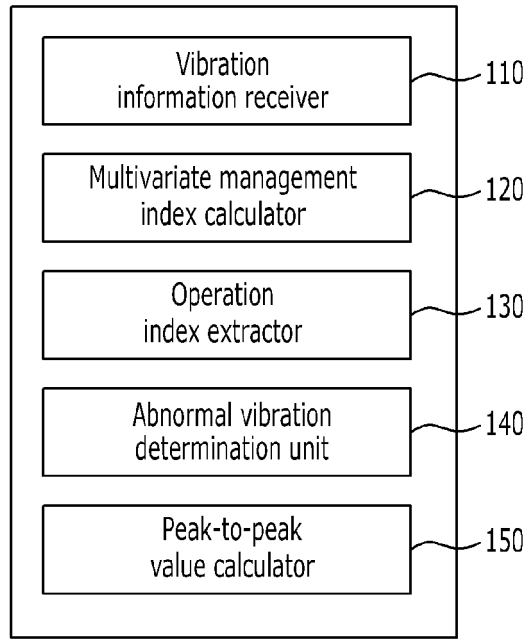 Vibration
information receiver
110
Multivariate management
index calculator
120
Operation
index extractor
130
Abnormal vibration
determination unit
140
Peak-to-peak
value calculator
150